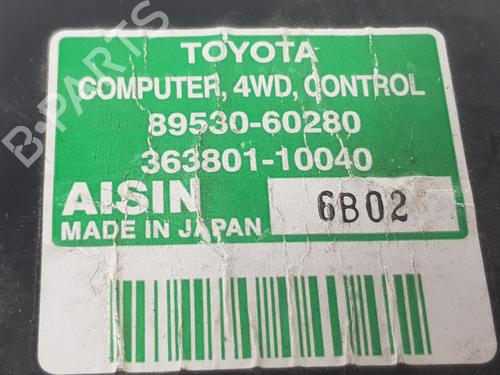 TOYOTA
COMPUTER, 4WD, CONTROL
89530-60280
363801-10040
AISIN
6B02
MADE IN JAPAN
B-PARTS